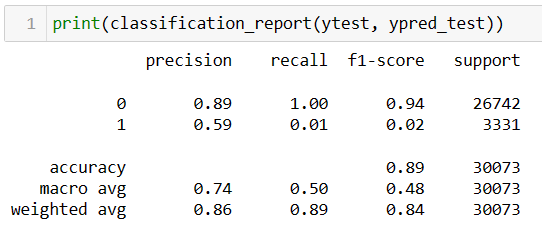 1 print(classification_report(ytest, ypred_test))
precision recall f1-score support
0 0.89 1.00 0.94 26742
1 0.59 0.01 0.02 3331
accuracy 0.89 30073
macro avg 0.74 0.50 0.48 30073
weighted avg 0.86 0.89 0.84 30073